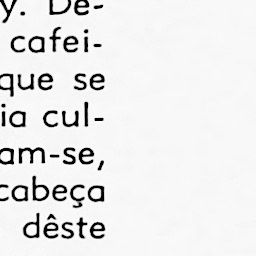 y. De-
cafei-
que se
ia cul-
am-se,
cabeça
dêste